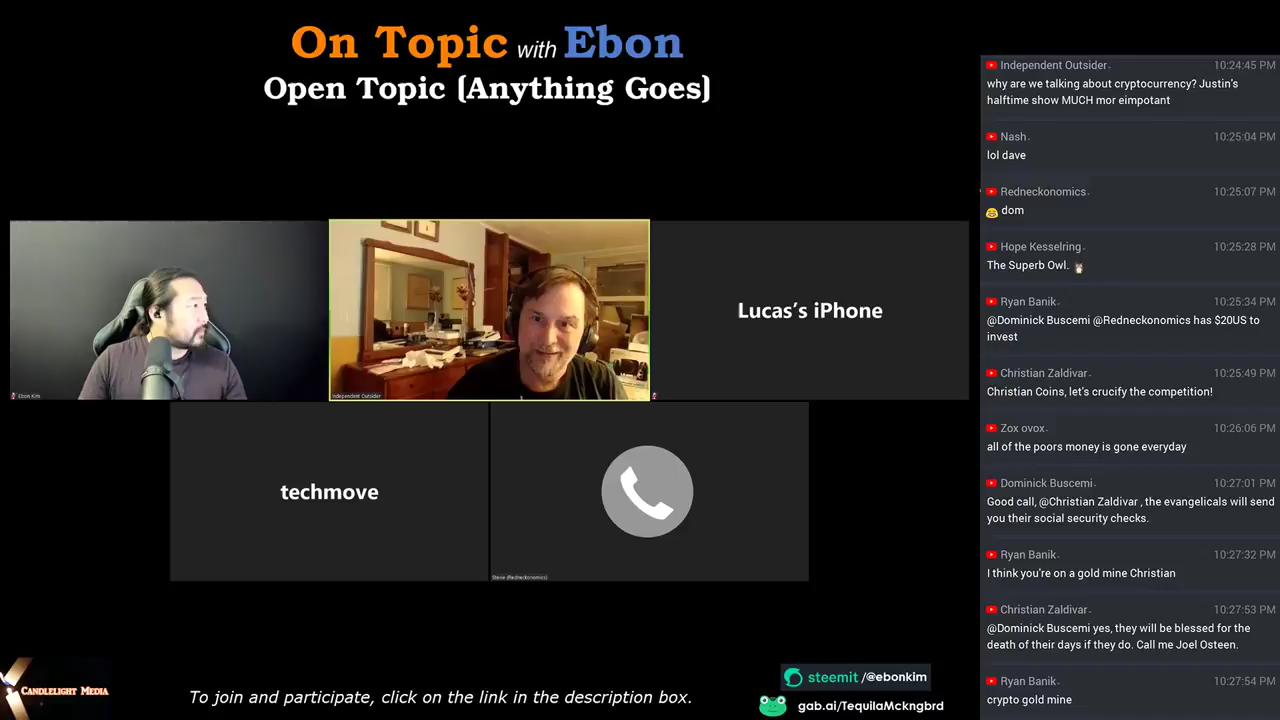 On Topic with Ebon
Open Topic (Anything Goes)
Ebon Kim
Independent Outsider
Lucas's iPhone
techmove
Steve (Redneckonomics)
CANDLELIGHT MEDIA
To join and participate, click on the link in the description box.
steemit /@ebonkim
gab.ai/TequilaMckngbrd
Independent Outsider 10:24:45 PM
why are we talking about cryptocurrency? Justin's
halftime show MUCH mor eimpotant
Nash 10:25:04 PM
lol dave
Redneckonomics 10:25:07 PM
dom
Hope Kesselring 10:25:28 PM
The Superb Owl.
Ryan Banik 10:25:34 PM
@Dominick Buscemi @Redneckonomics has $20US to
invest
Christian Zaldivar 10:25:49 PM
Christian Coins, let's crucify the competition!
Zox ovox 10:26:06 PM
all of the poors money is gone everyday
Dominick Buscemi 10:27:01 PM
Good call, @Christian Zaldivar , the evangelicals will send
you their social security checks.
Ryan Banik 10:27:32 PM
I think you're on a gold mine Christian
Christian Zaldivar 10:27:53 PM
@Dominick Buscemi yes, they will be blessed for the
death of their days if they do. Call me Joel Osteen.
Ryan Banik 10:27:54 PM
crypto gold mine